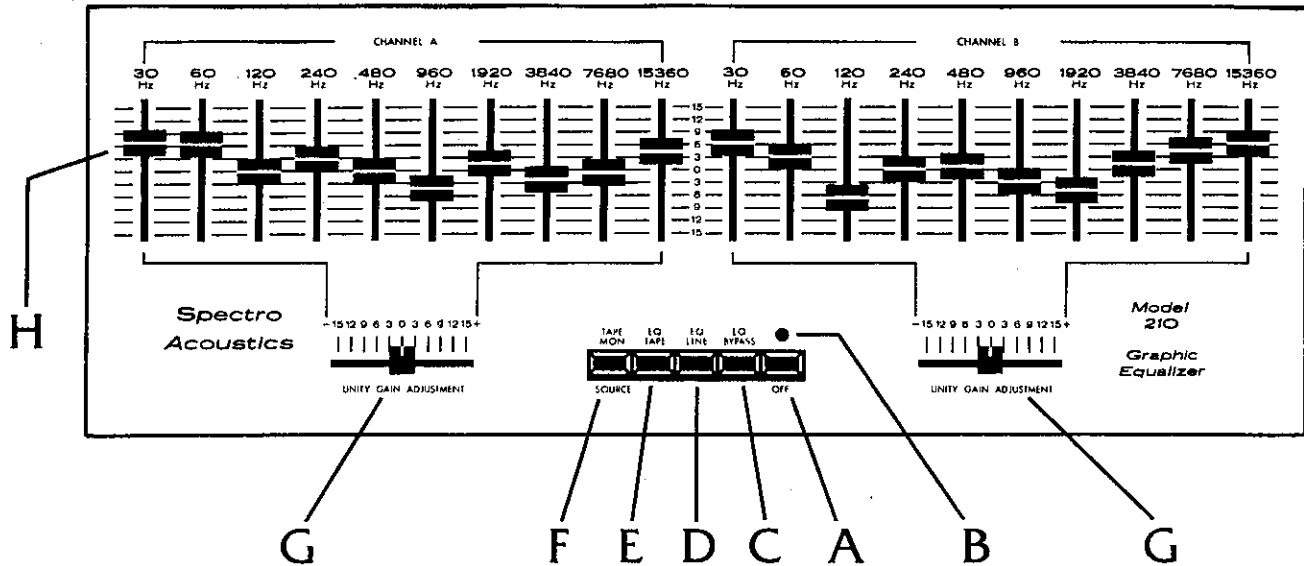 CHANNEL A
CHANNEL B
30 60 120 240 480 960 1920 3840 7680 15360
Hz Hz Hz Hz Hz Hz Hz Hz Hz Hz
30 60 120 240 480 960 1920 3840 7680 15360
Hz Hz Hz Hz Hz Hz Hz Hz Hz Hz
15
12
9
6
3
0
3
6
9
12
15
H
Spectro
Acoustics
- 15 12 9 6 3 0 3 6 9 12 15 +
UNITY GAIN ADJUSTMENT
TAPE MON
EQ TAPE
EQ LINE
EQ BYPASS
SOURCE
OFF
- 15 12 9 6 3 0 3 6 9 12 15 +
UNITY GAIN ADJUSTMENT
Model
210
Graphic
Equalizer
G F E D C A B G